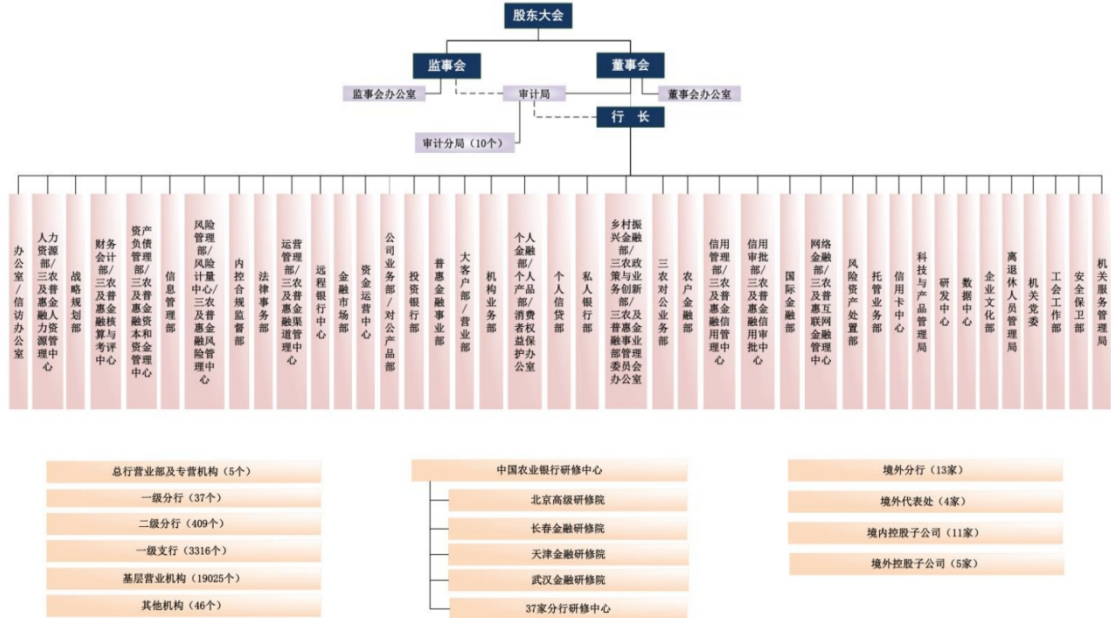 股东大会
监事会
董事会
监事会办公室
审计局
董事会办公室
行 长
审计分局（10个）
办公室/信访办公室
人力资源部/三农及普惠金融人力资源管理中心
战略规划部
财务会计部/三农及普惠金融核算与考评中心
资产负债管理部/三农及普惠金融资本和资金管理中心
信息管理部
风险管理部/风险计量中心/三农及普惠金融风险管理中心
内控合规监督部
法律事务部
运营管理部/三农及普惠金融渠道管理中心
远程银行中心
金融市场部
资金运营中心
公司业务部/对公产品部
投资银行部
普惠金融事业部
大客户部/营业部
机构业务部
个人金融部/个人产品部/消费者权益保护办公室
个人信贷部
私人银行部
乡村振兴金融部/三农政策与业务创新部/三农及普惠金融事业部管理委员会办公室
三农对公业务部
农户金融部
信用管理部/三农及普惠金融信用管理中心
信用审批部/三农及普惠金融信用审批中心
国际金融部
网络金融部/三农及普惠互联网金融管理中心
风险资产处置部
托管业务部
信用卡中心
科技与产品管理局
研发中心
数据中心
企业文化部
离退休人员管理局
机关党委
工会工作部
安全保卫部
机关服务局
总行营业部及专营机构（5个）
一级分行（37个）
二级分行（409个）
一级支行（3316个）
基层营业机构（19025个）
其他机构（46个）
中国农业银行研修中心
北京高级研修院
长春金融研修院
天津金融研修院
武汉金融研修院
37家分行研修中心
境外分行（13家）
境外代表处（4家）
境内控股子公司（11家）
境外控股子公司（5家）